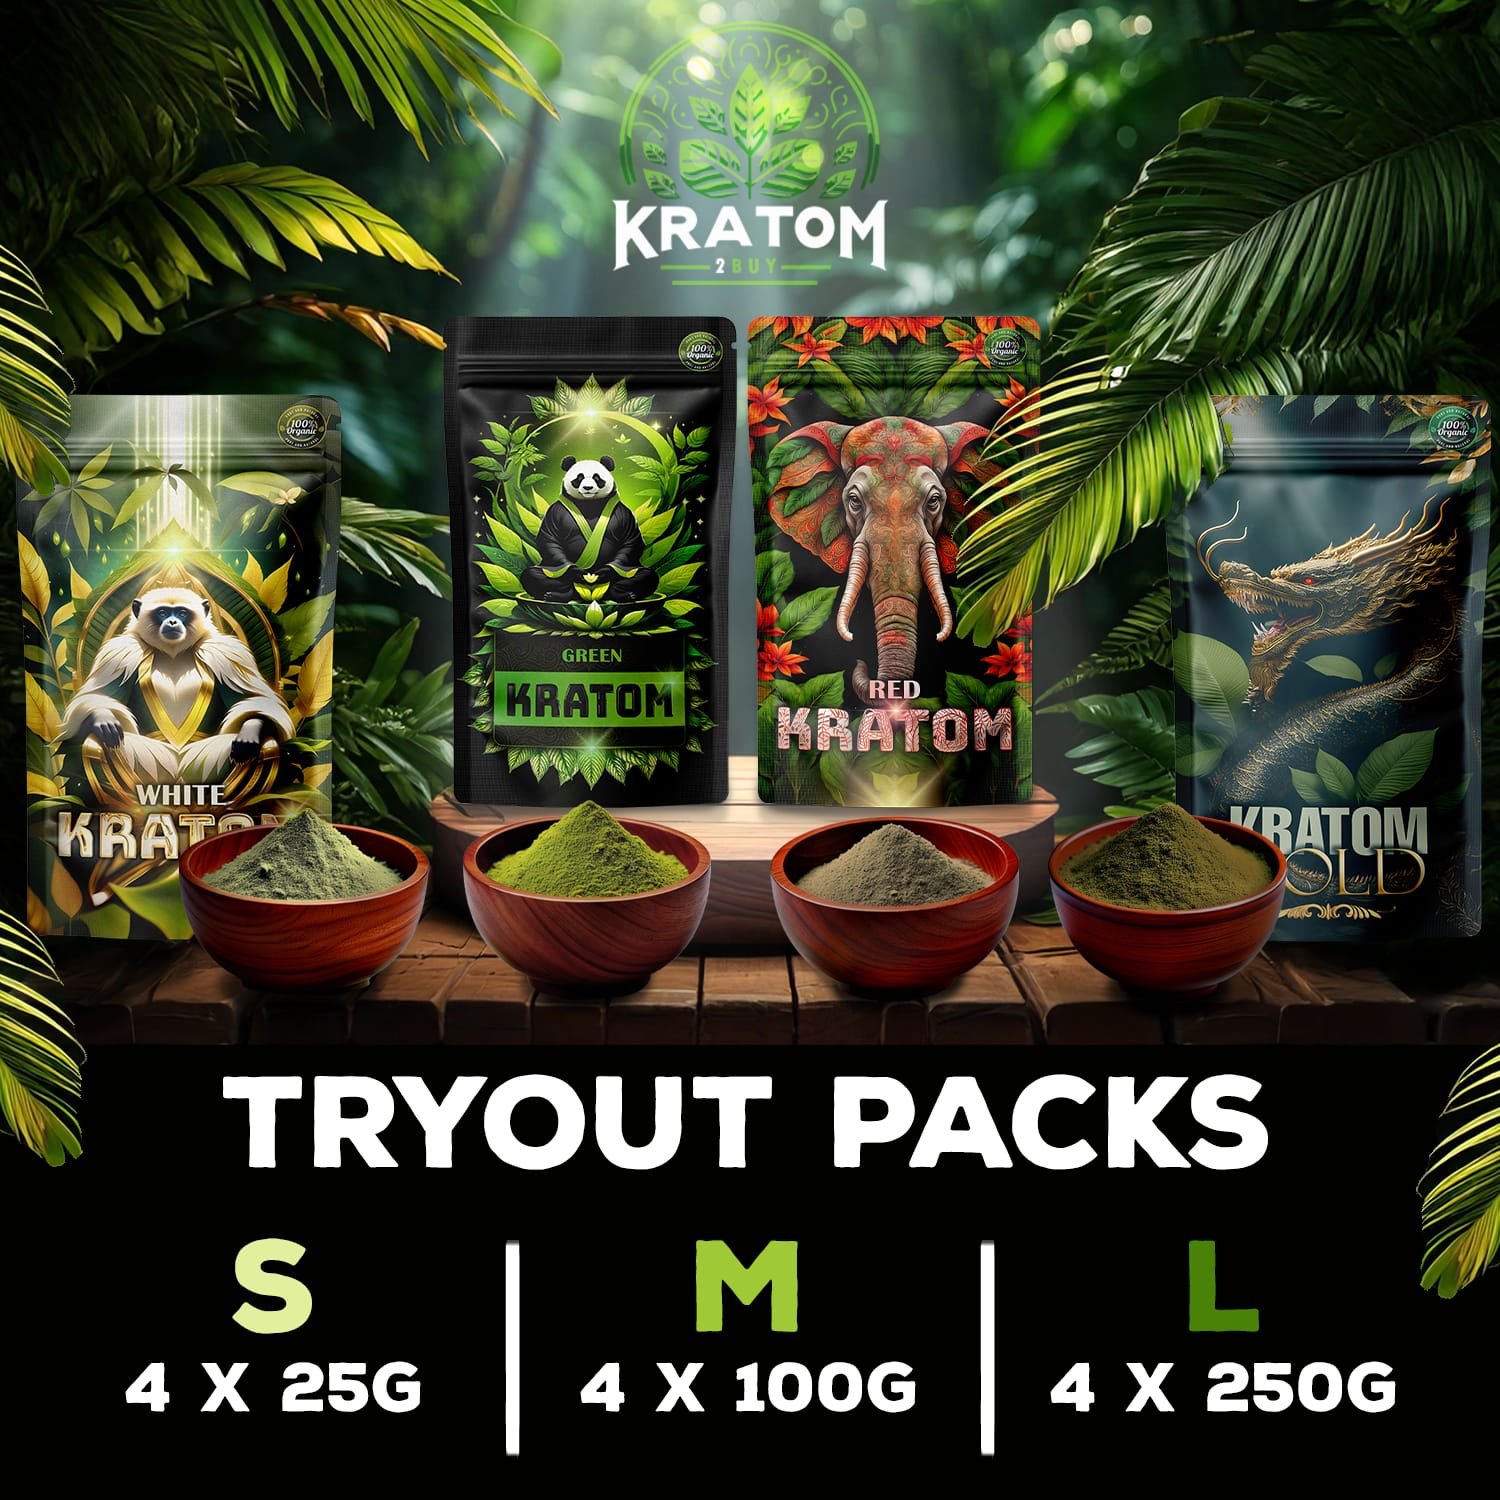 KRATOM
2BUY
100%
Organic
100%
Organic
100%
Organic
100%
Organic
GREEN
KRATOM
RED
KRATOM
WHITE
KRATOM
KRATOM
GOLD
TRYOUT PACKS
S
M
L
4 X 25G
4 X 100G
4 X 250G